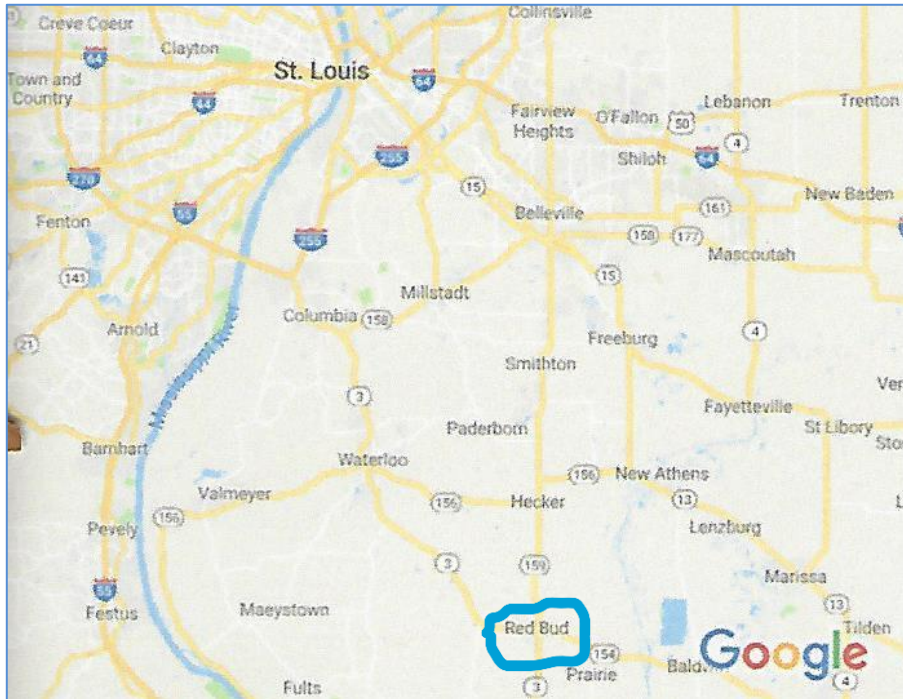 Collinsville
Creve Coeur
Clayton
64
St. Louis
64
Town and
Country
44
Lebanon
Trenton
Fairview
Heights
O'Fallon
50
4
255
Shiloh
64
270
15
New Baden
55
Belleville
161
Fenton
255
158
177
Mascoutah
141
15
Millstadt
Columbia
158
Arnold
4
21
Freeburg
Mississippi River
Smithton
3
Fayetteville
Paderborn
St Libory
Barnhart
Waterloo
156
New Athens
Valmeyer
156
Hecker
13
156
Pevely
Lenzburg
3
159
Marissa
55
Festus
Maeystown
13
Red Bud
Tilden
154
Google
Prairie
Fults
3
4